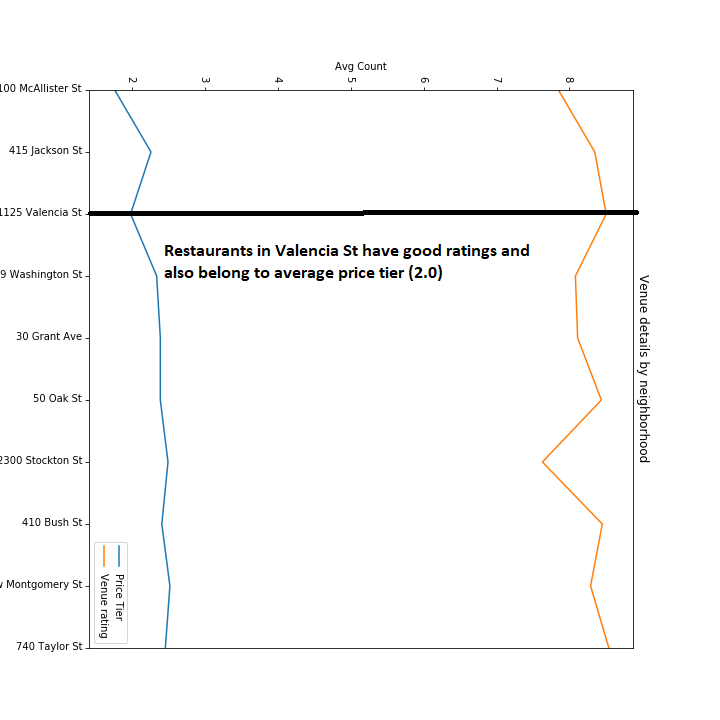 Avg Count
2 3 4 5 6 7 8
100 McAllister St
415 Jackson St
1125 Valencia St
Restaurants in Valencia St have good ratings and
also belong to average price tier (2.0)
9 Washington St
30 Grant Ave
50 Oak St
2300 Stockton St
410 Bush St
Montgomery St
740 Taylor St
Price Tier
Venue rating
Venue details by neighborhood